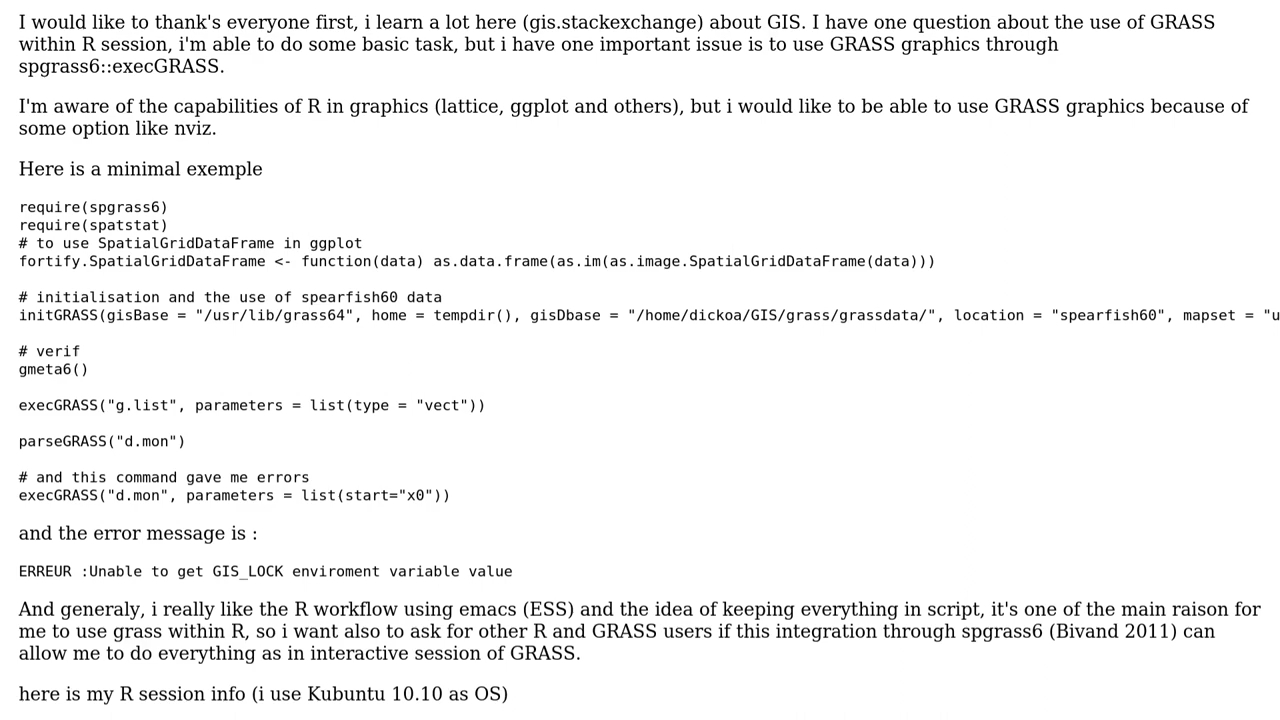 I would like to thank's everyone first, i learn a lot here (gis.stackexchange) about GIS. I have one question about the use of GRASS
within R session, i'm able to do some basic task, but i have one important issue is to use GRASS graphics through
spgrass6::execGRASS.
I'm aware of the capabilities of R in graphics (lattice, ggplot and others), but i would like to be able to use GRASS graphics because of
some option like nviz.
Here is a minimal exemple
require(spgrass6)
require(spatstat)
# to use SpatialGridDataFrame in ggplot
fortify.SpatialGridDataFrame <- function(data) as.data.frame(as.im(as.image.SpatialGridDataFrame(data)))
# initialisation and the use of spearfish60 data
initGRASS(gisBase = "/usr/lib/grass64", home = tempdir(), gisDbase = "/home/dickoa/GIS/grass/grassdata/", location = "spearfish60", mapset = "u
# verif
gmeta6()
execGRASS("g.list", parameters = list(type = "vect"))
parseGRASS("d.mon")
# and this command gave me errors
execGRASS("d.mon", parameters = list(start="x0"))
and the error message is :
ERREUR :Unable to get GIS_LOCK enviroment variable value
And generaly, i really like the R workflow using emacs (ESS) and the idea of keeping everything in script, it's one of the main raison for
me to use grass within R, so i want also to ask for other R and GRASS users if this integration through spgrass6 (Bivand 2011) can
allow me to do everything as in interactive session of GRASS.
here is my R session info (i use Kubuntu 10.10 as OS)